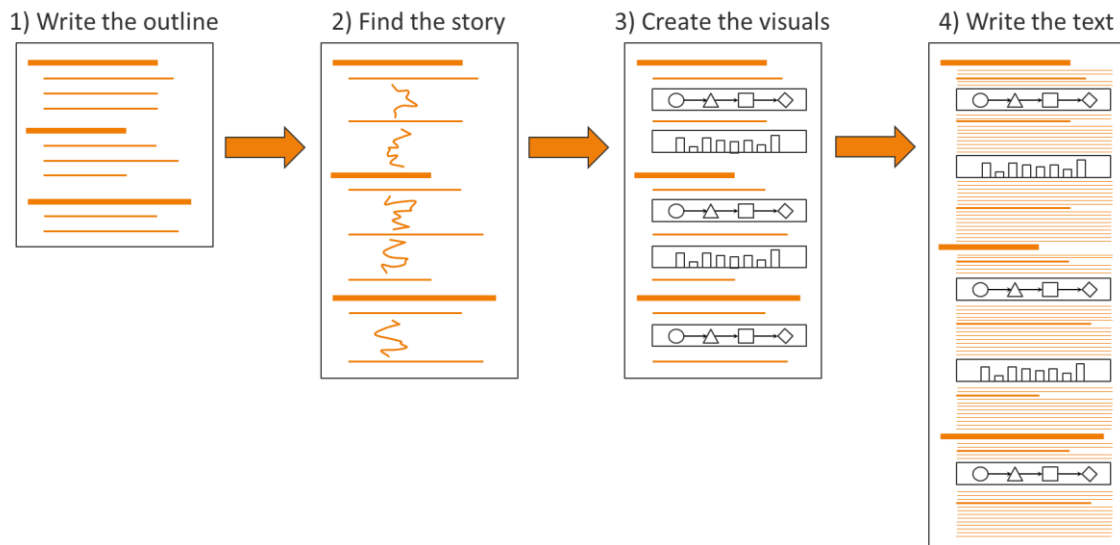 1) Write the outline
2) Find the story
3) Create the visuals
4) Write the text